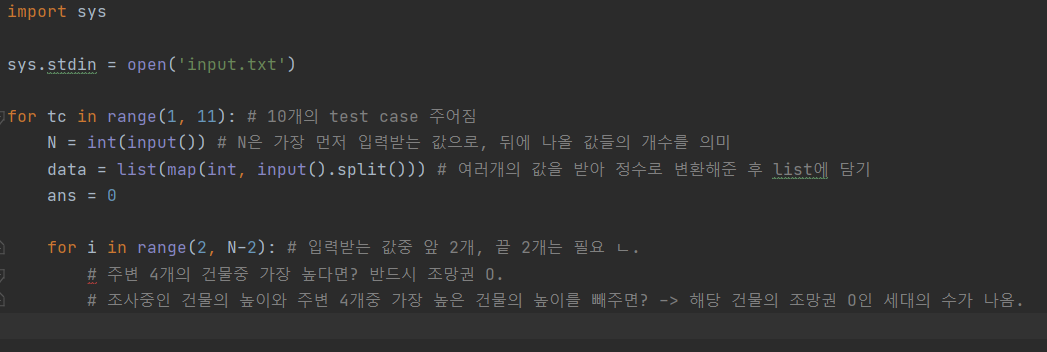 import sys
sys.stdin = open('input.txt')
for tc in range(1, 11): # 10개의 test case 주어짐
N = int(input()) # N은 가장 먼저 입력받는 값으로, 뒤에 나올 값들의 개수를 의미
data = list(map(int, input().split())) # 여러개의 값을 받아 정수로 변환해준 후 list에 담기
ans = 0
for i in range(2, N-2): # 입력받는 값중 앞 2개, 끝 2개는 필요 ㄴ.
# 주변 4개의 건물중 가장 높다면? 반드시 조망권 O.
# 조사중인 건물의 높이와 주변 4개중 가장 높은 건물의 높이를 빼주면? -> 해당 건물의 조망권 O인 세대의 수가 나옴.